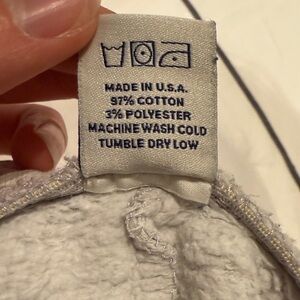 MADE IN U.S.A.
97% COTTON
3% POLYESTER
MACHINE WASH COLD
TUMBLE DRY LOW